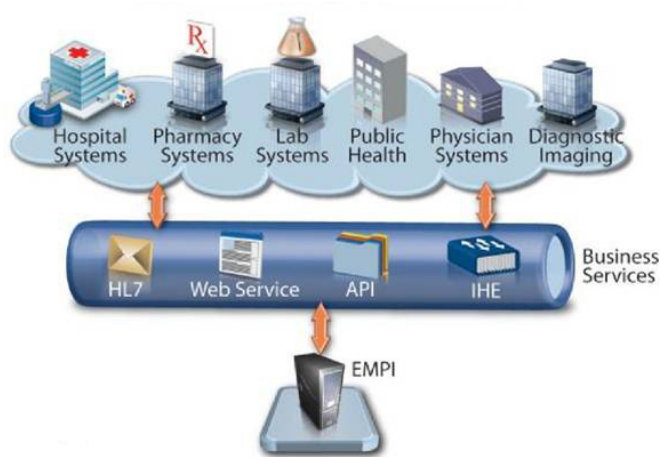 Rx
Hospital
Systems
Pharmacy
Systems
Lab
Systems
Public
Health
Physician
Systems
Diagnostic
Imaging
HL7
Web Service
API
IHE
Business
Services
EMPI